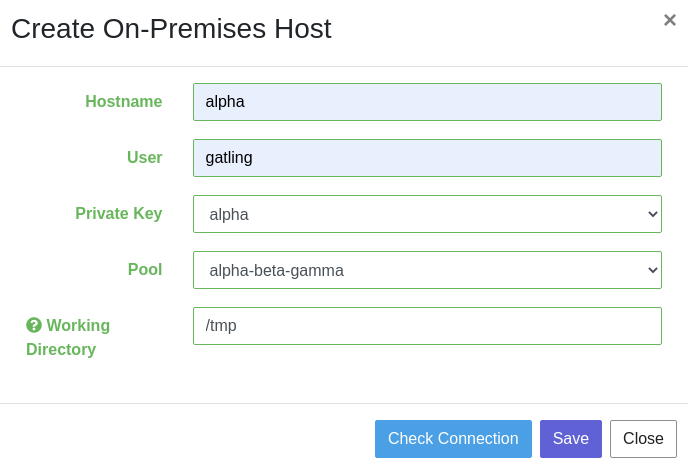 Create On-Premises Host
×
Hostname
alpha
User
gatling
Private Key
alpha
Pool
alpha-beta-gamma
? Working
Directory
/tmp
Check Connection
Save
Close